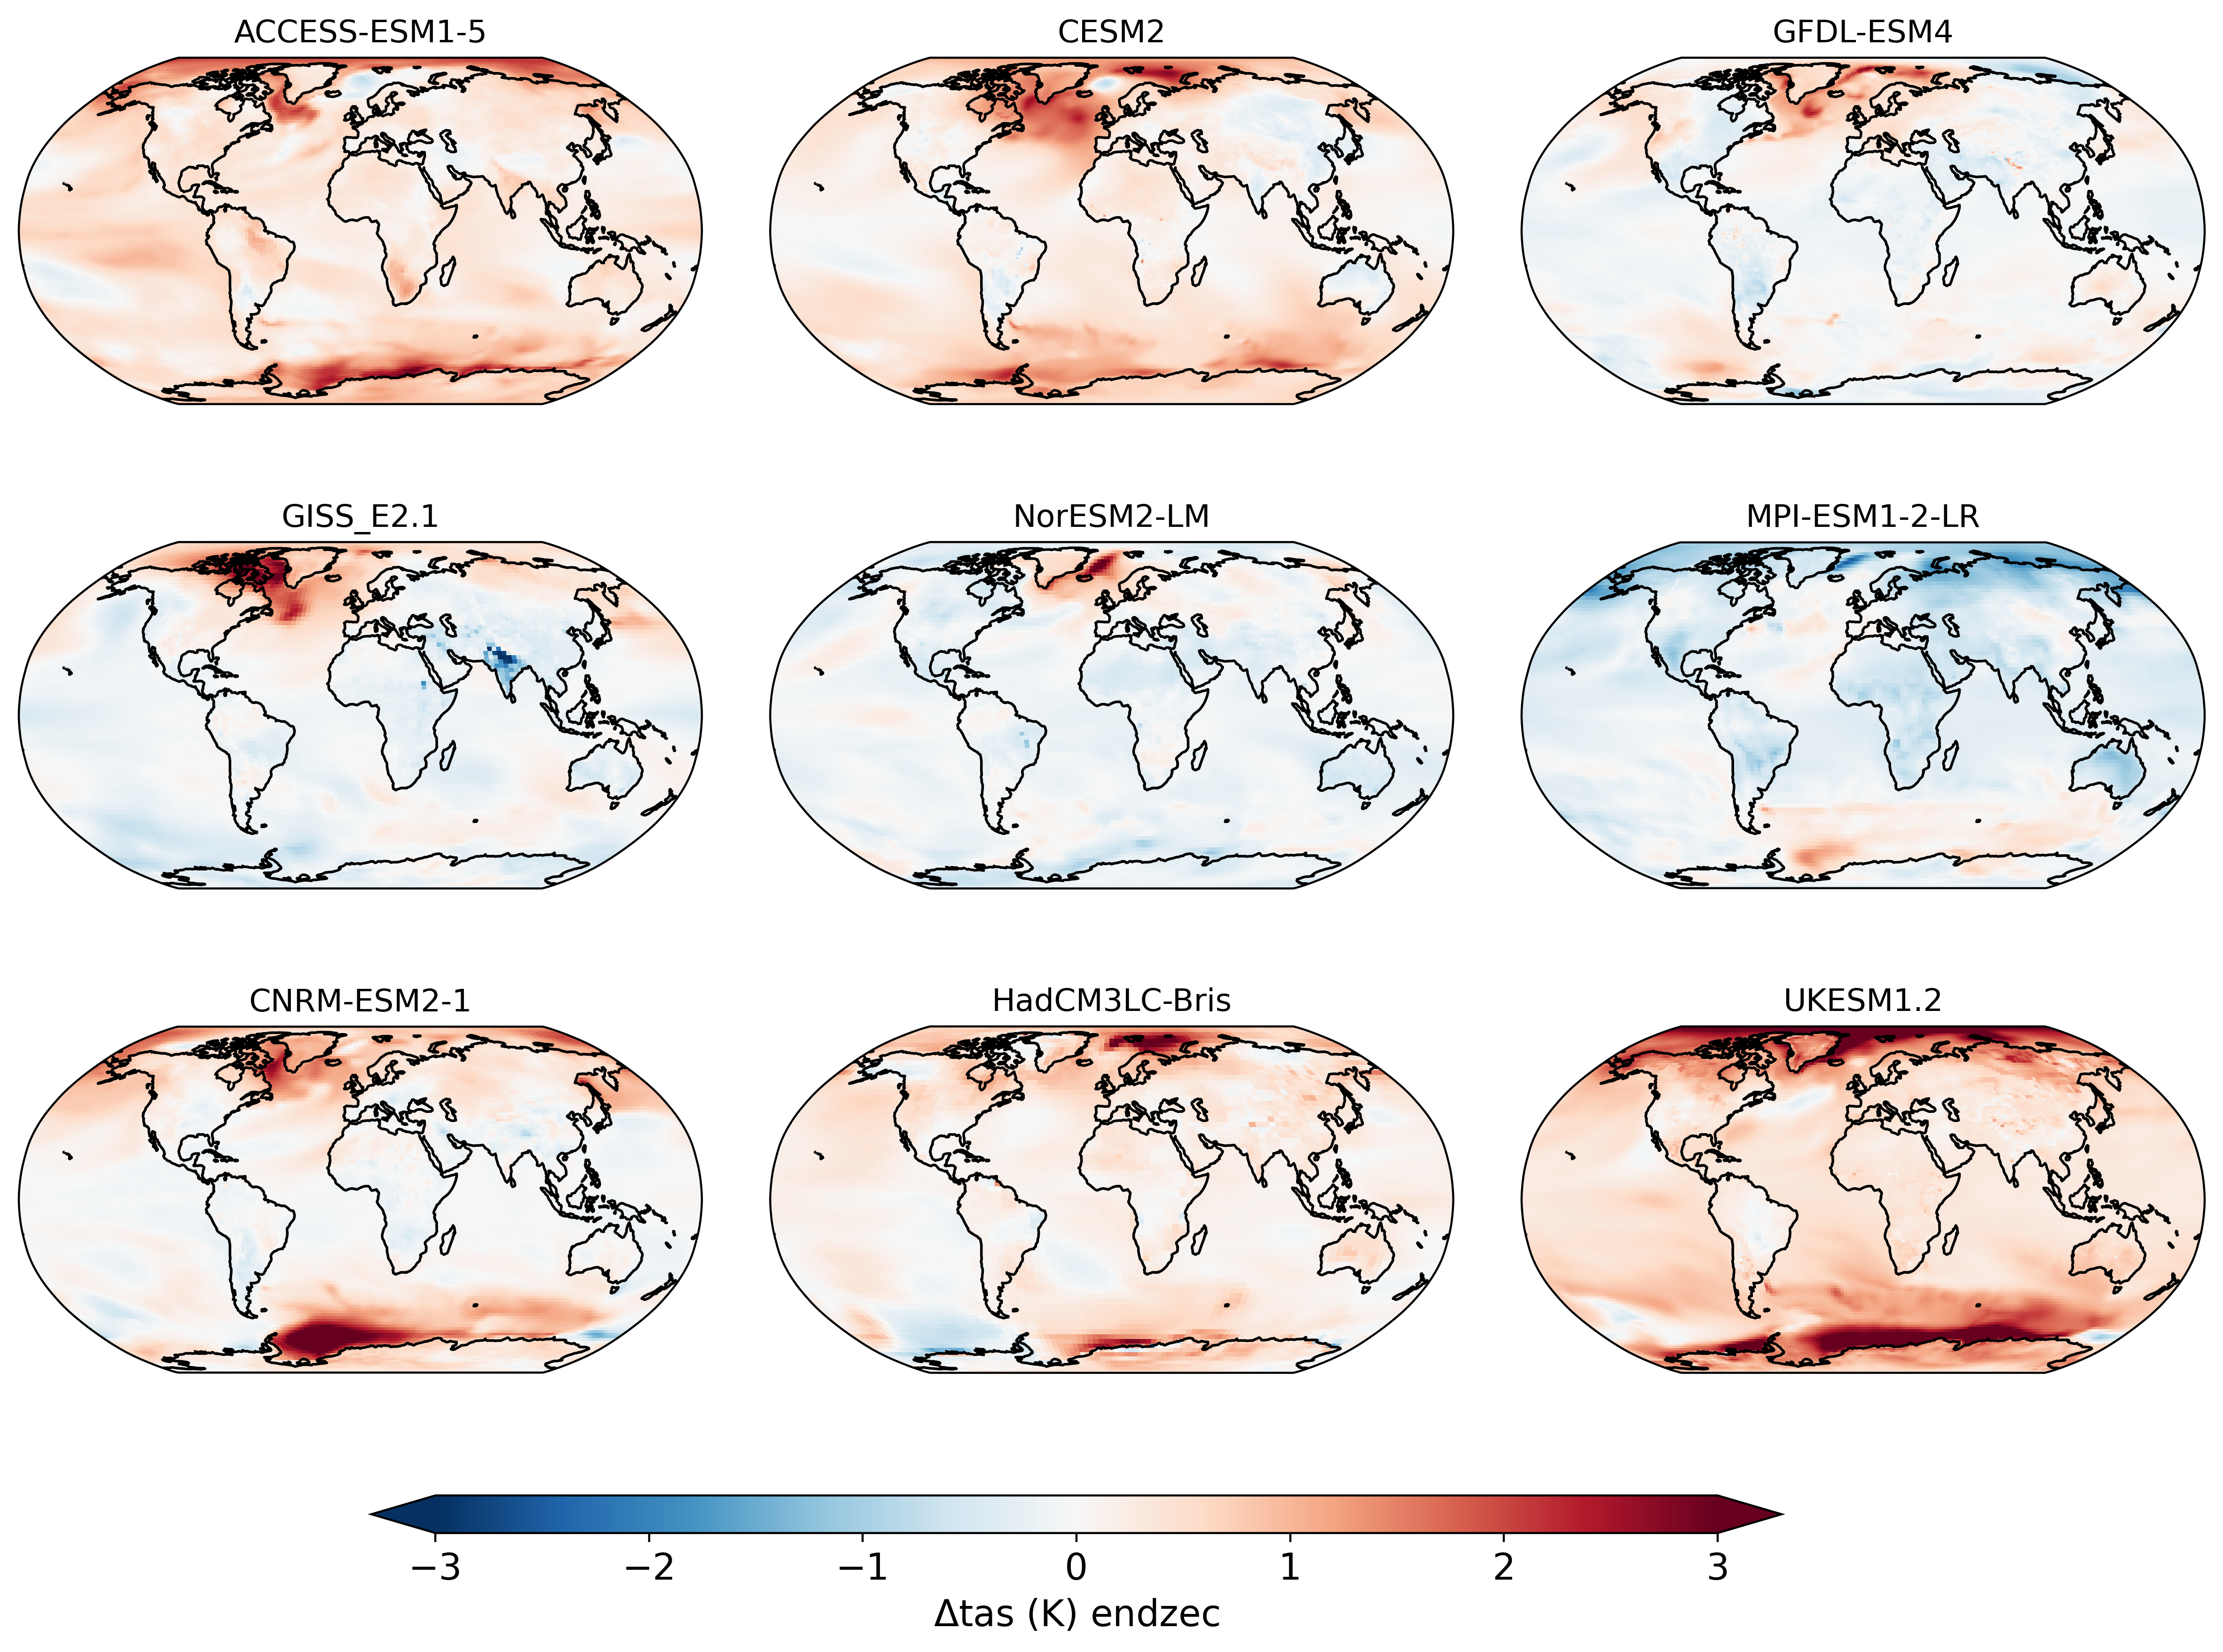 ACCESS-ESM1-5
CESM2
GFDL-ESM4
GISS_E2.1
NorESM2-LM
MPI-ESM1-2-LR
CNRM-ESM2-1
HadCM3LC-Bris
UKESM1.2
−3 −2 −1 0 1 2 3
Δtas (K) endzec